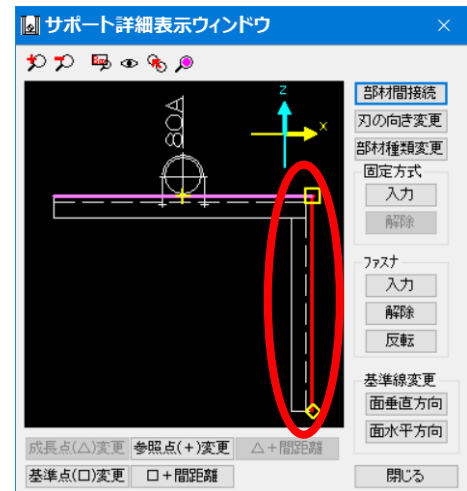 サポート詳細表示ウィンドウ
80A
Z
X
部材間接続
刃の向き変更
部材種類変更
固定方式
入力
解除
ファスナ
入力
解除
反転
基準線変更
面垂直方向
面水平方向
成長点(△)変更 参照点(+)変更 △+間距離
基準点(□)変更 □+間距離 閉じる